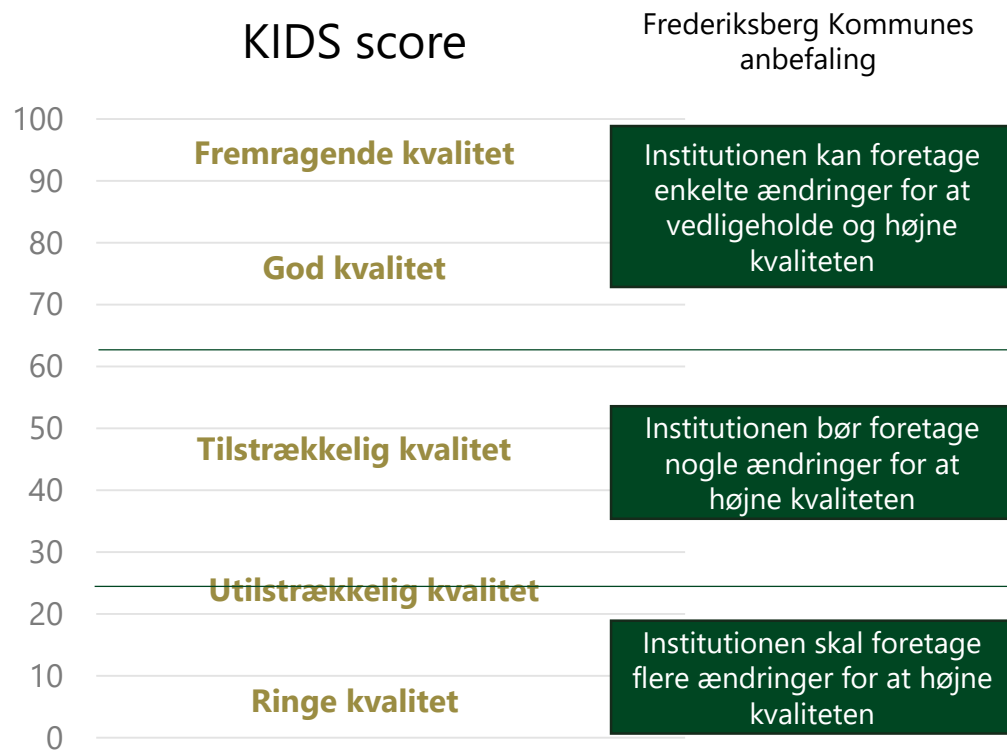 KIDS score
Frederiksberg Kommunes
anbefaling
100
Fremragende kvalitet
90
80
God kvalitet
70
60
50
Tilstrækkelig kvalitet
40
30
Utilstrækkelig kvalitet
20
10
Ringe kvalitet
0
Institutionen kan foretage
enkelte ændringer for at
vedligeholde og højne
kvaliteten
Institutionen bør foretage
nogle ændringer for at
højne kvaliteten
Institutionen skal foretage
flere ændringer for at højne
kvaliteten